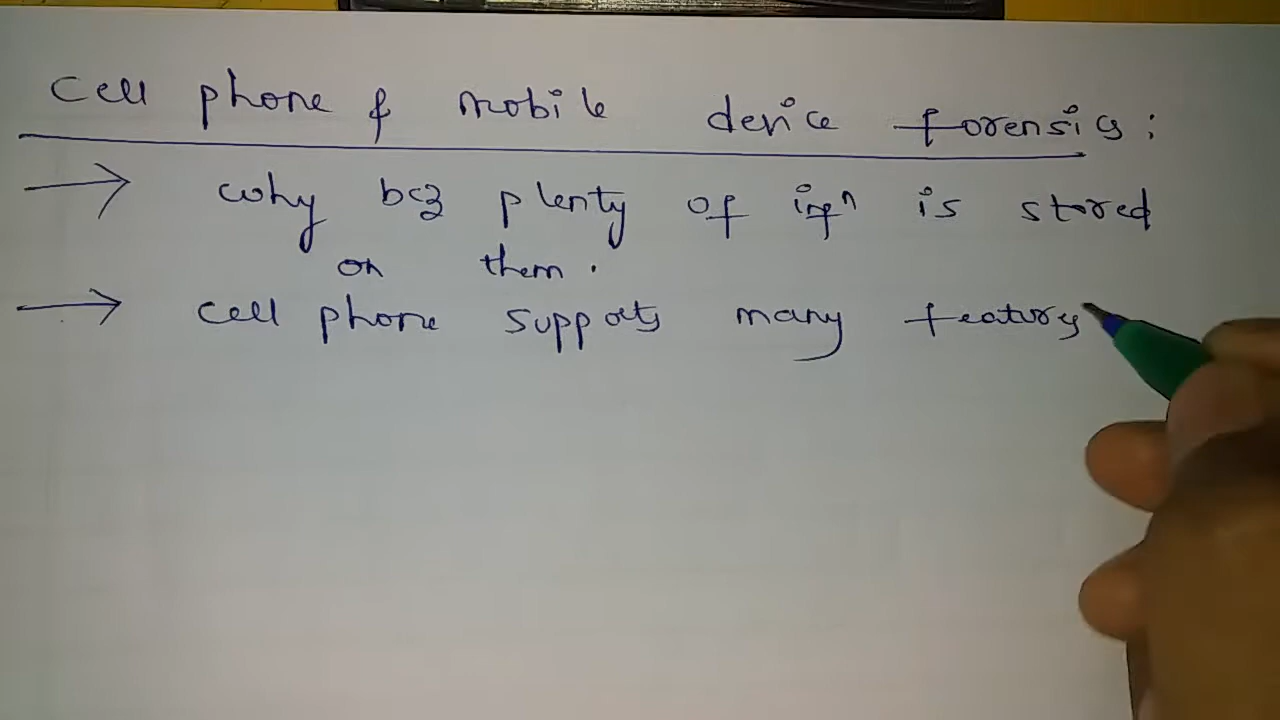 Cell phone & mobile device forensics:
→ why bcz plenty of infⁿ is stored
on them.
→ cell phone supports many features